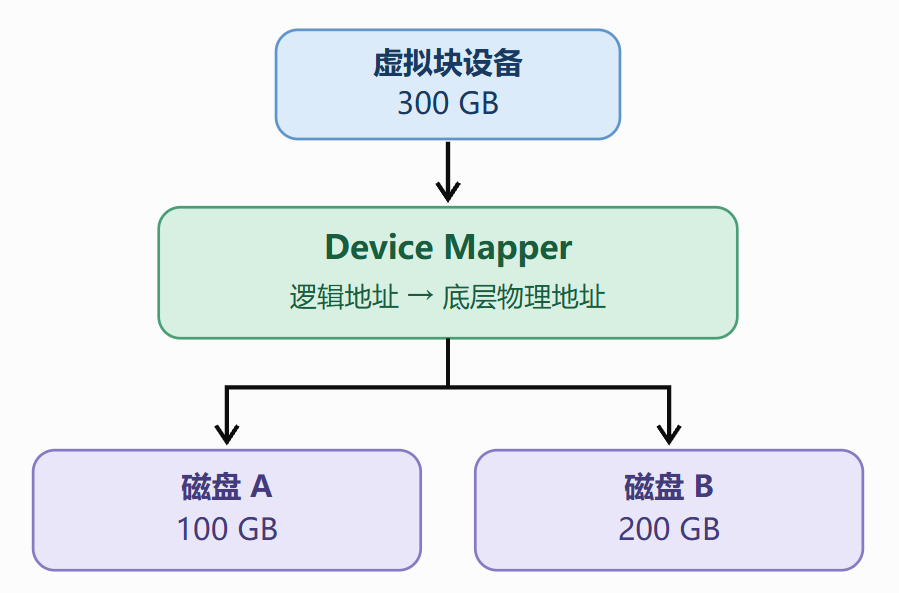 虚拟块设备
300 GB
Device Mapper
逻辑地址 → 底层物理地址
磁盘 A
100 GB
磁盘 B
200 GB